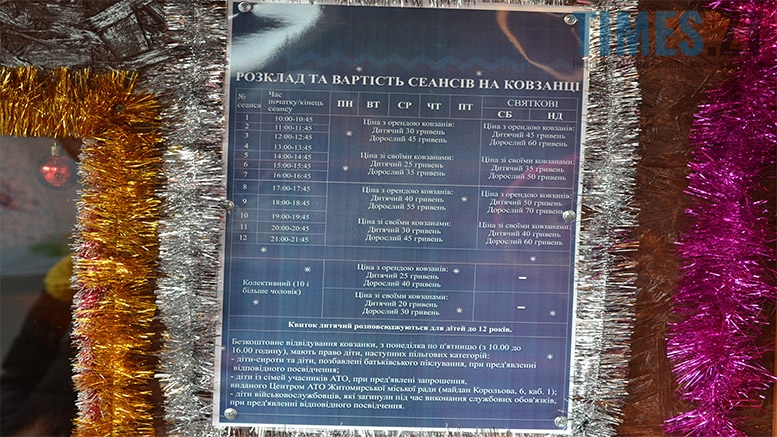 TIMES.ZT
РОЗКЛАД ТА ВАРТІСТЬ СЕАНСІВ НА КОВЗАНЦІ
№ сеанса
Час початку/кінець сеансу
ПН ВТ СР ЧТ ПТ
СВЯТКОВІ
СБ НД
1 10:00-10:45
2 11:00-11:45
3 12:00-12:45
4 13:00-13:45
5 14:00-14:45
6 15:00-15:45
7 16:00-16:45
Ціна з орендою ковзанів:
Дитячий 30 гривень
Дорослий 45 гривень
Ціна зі своїми ковзанами:
Дитячий 25 гривень
Дорослий 35 гривень
Ціна з орендою ковзанів:
Дитячий 45 гривень
Дорослий 60 гривень
Ціна зі своїми ковзанами:
Дитячий 35 гривень
Дорослий 50 гривень
8 17:00-17:45
9 18:00-18:45
10 19:00-19:45
11 20:00-20:45
12 21:00-21:45
Ціна з орендою ковзанів:
Дитячий 40 гривень
Дорослий 55 гривень
Ціна зі своїми ковзанами:
Дитячий 30 гривень
Дорослий 45 гривень
Ціна з орендою ковзанів:
Дитячий 50 гривень
Дорослий 70 гривень
Ціна зі своїми ковзанами:
Дитячий 40 гривень
Дорослий 60 гривень
Колективний (10 і
більше чоловік)
Ціна з орендою ковзанів:
Дитячий 25 гривень
Дорослий 40 гривень
–
Ціна зі своїми ковзанами:
Дитячий 20 гривень
Дорослий 30 гривень
–
Квиток дитячий розповсюджуються для дітей до 12 років.
Безкоштовне відвідування ковзанки, з понеділка по п'ятницю (з 10.00 до
16.00 годину), мають право діти, наступних пільгових категорій:
- діти-сироти та діти, позбавлені батьківського піклування, при пред'явленні
відповідного посвідчення;
- діти із сімей учасників АТО, при пред'явлені запрошення,
виданого Центром АТО Житомирської міської ради (майдан Корольова, 6, каб. 1);
- діти військовослужбовців, які загинули під час виконання службових обов'язків,
при пред'явленні відповідного посвідчення.